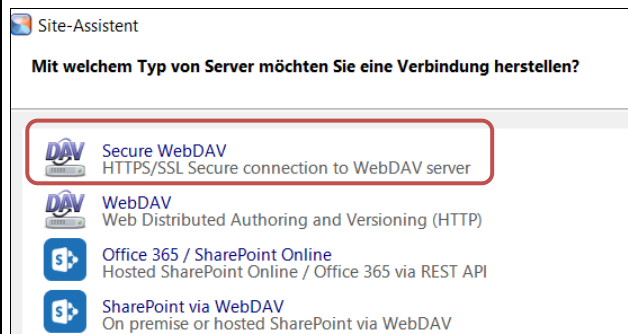 Site-Assistent
Mit welchem Typ von Server möchten Sie eine Verbindung herstellen?
DAV
Secure WebDAV
HTTPS/SSL Secure connection to WebDAV server
DAV
WebDAV
Web Distributed Authoring and Versioning (HTTP)
S
Office 365 / SharePoint Online
Hosted SharePoint Online / Office 365 via REST API
S
SharePoint via WebDAV
On premise or hosted SharePoint via WebDAV